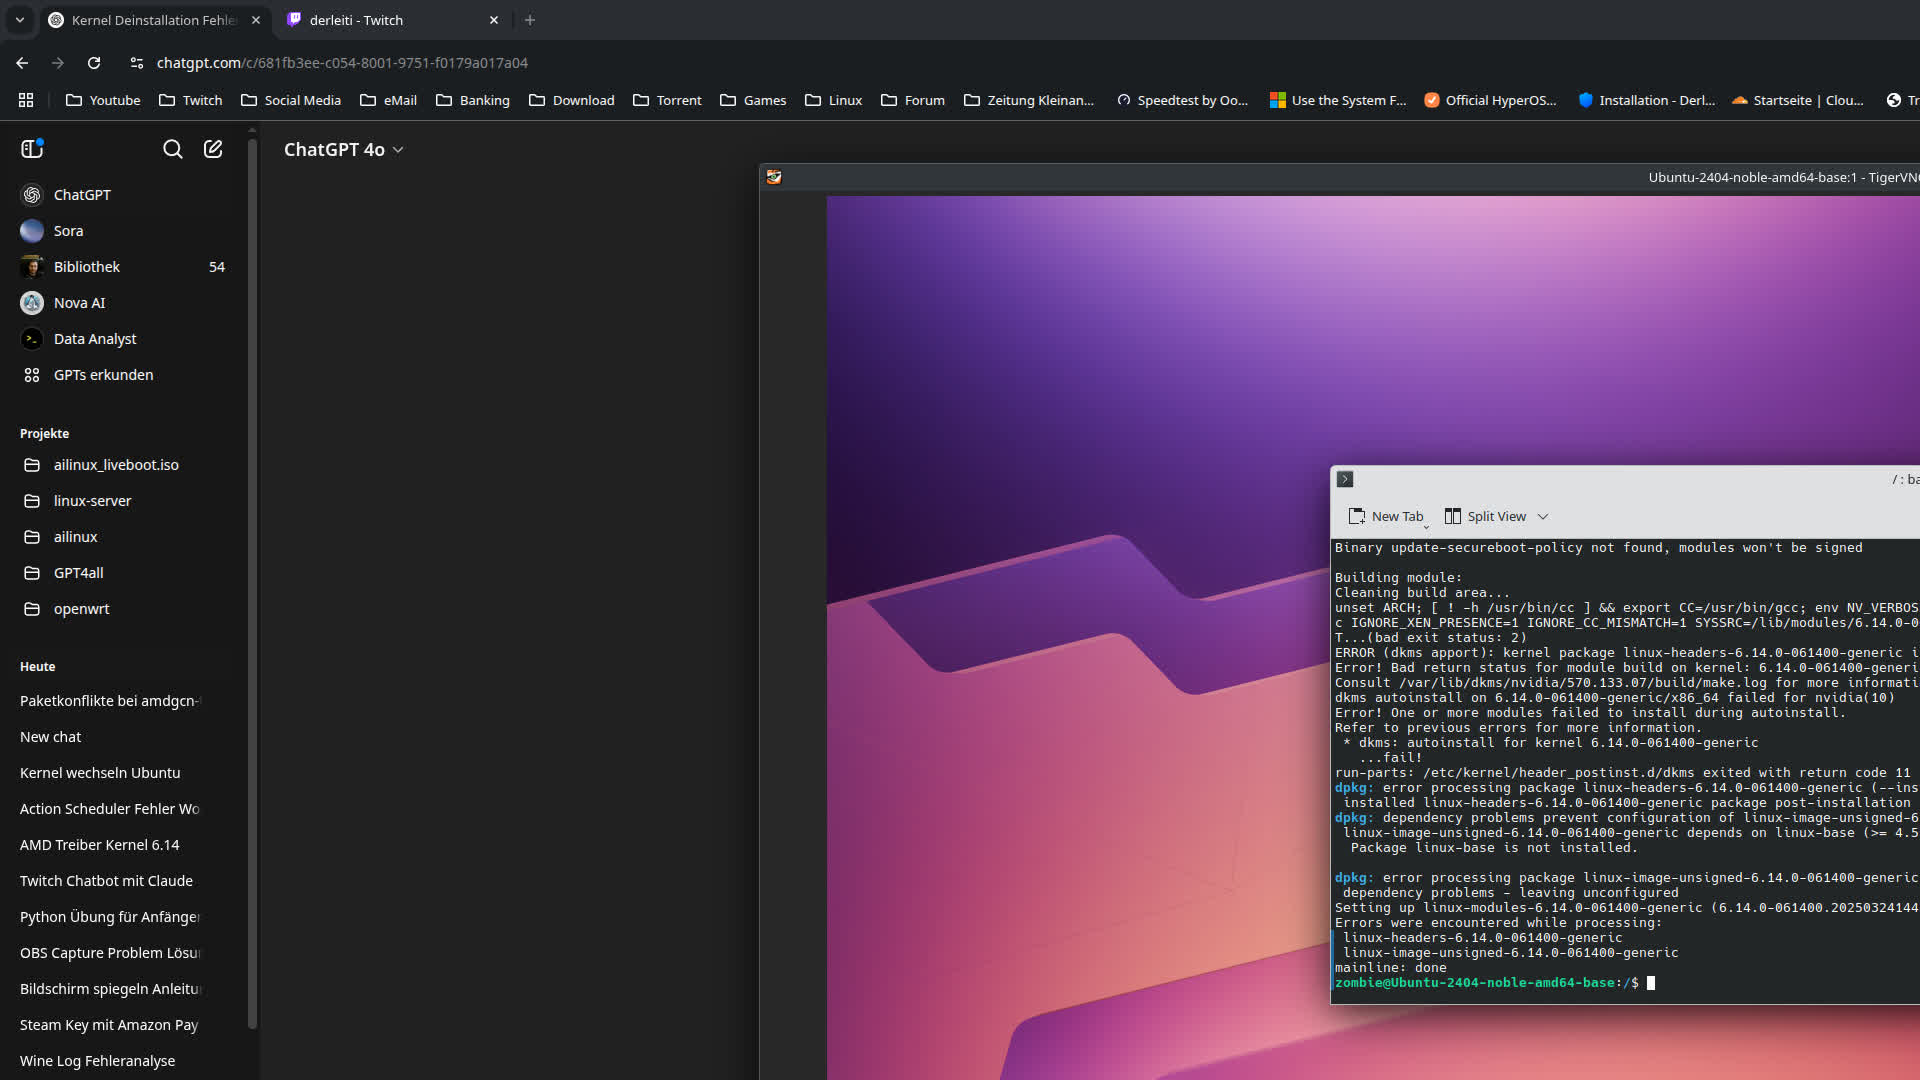 Kernel Deinstallation Fehle
derleiti - Twitch
chatgpt.com/c/681fb3ee-c054-8001-9751-f0179a017a04
Youtube
Twitch
Social Media
eMail
Banking
Download
Torrent
Games
Linux
Forum
Zeitung Kleinan...
Speedtest by Oo...
Use the System F...
Official HyperOS...
Installation - Derl...
Startseite | Clou...
Tr
ChatGPT 4o
ChatGPT
Sora
Bibliothek 54
Nova AI
Data Analyst
GPTs erkunden
Projekte
ailinux_liveboot.iso
linux-server
ailinux
GPT4all
openwrt
Heute
Paketkonflikte bei amdgcn-
New chat
Kernel wechseln Ubuntu
Action Scheduler Fehler Wo
AMD Treiber Kernel 6.14
Twitch Chatbot mit Claude
Python Übung für Anfänger
OBS Capture Problem Lösu
Bildschirm spiegeln Anleitu
Steam Key mit Amazon Pay
Wine Log Fehleranalyse
Ubuntu-2404-noble-amd64-base:1 - TigerVNC
/ : ba
New Tab
Split View
Binary update-secureboot-policy not found, modules won't be signed
Building module:
Cleaning build area...
unset ARCH; [ ! -h /usr/bin/cc ] && export CC=/usr/bin/gcc; env NV_VERBOS
c IGNORE_XEN_PRESENCE=1 IGNORE_CC_MISMATCH=1 SYSSRC=/lib/modules/6.14.0-0
T...(bad exit status: 2)
ERROR (dkms apport): kernel package linux-headers-6.14.0-061400-generic i
Error! Bad return status for module build on kernel: 6.14.0-061400-generi
Consult /var/lib/dkms/nvidia/570.133.07/build/make.log for more informati
dkms autoinstall on 6.14.0-061400-generic/x86_64 failed for nvidia(10)
Error! One or more modules failed to install during autoinstall.
Refer to previous errors for more information.
* dkms: autoinstall for kernel 6.14.0-061400-generic
...fail!
run-parts: /etc/kernel/header_postinst.d/dkms exited with return code 11
dpkg: error processing package linux-headers-6.14.0-061400-generic (--ins
installed linux-headers-6.14.0-061400-generic package post-installation
dpkg: dependency problems prevent configuration of linux-image-unsigned-6
linux-image-unsigned-6.14.0-061400-generic depends on linux-base (>= 4.5
Package linux-base is not installed.
dpkg: error processing package linux-image-unsigned-6.14.0-061400-generic
dependency problems - leaving unconfigured
Setting up linux-modules-6.14.0-061400-generic (6.14.0-061400.20250324144
Errors were encountered while processing:
linux-headers-6.14.0-061400-generic
linux-image-unsigned-6.14.0-061400-generic
mainline: done
zombie@Ubuntu-2404-noble-amd64-base:/$